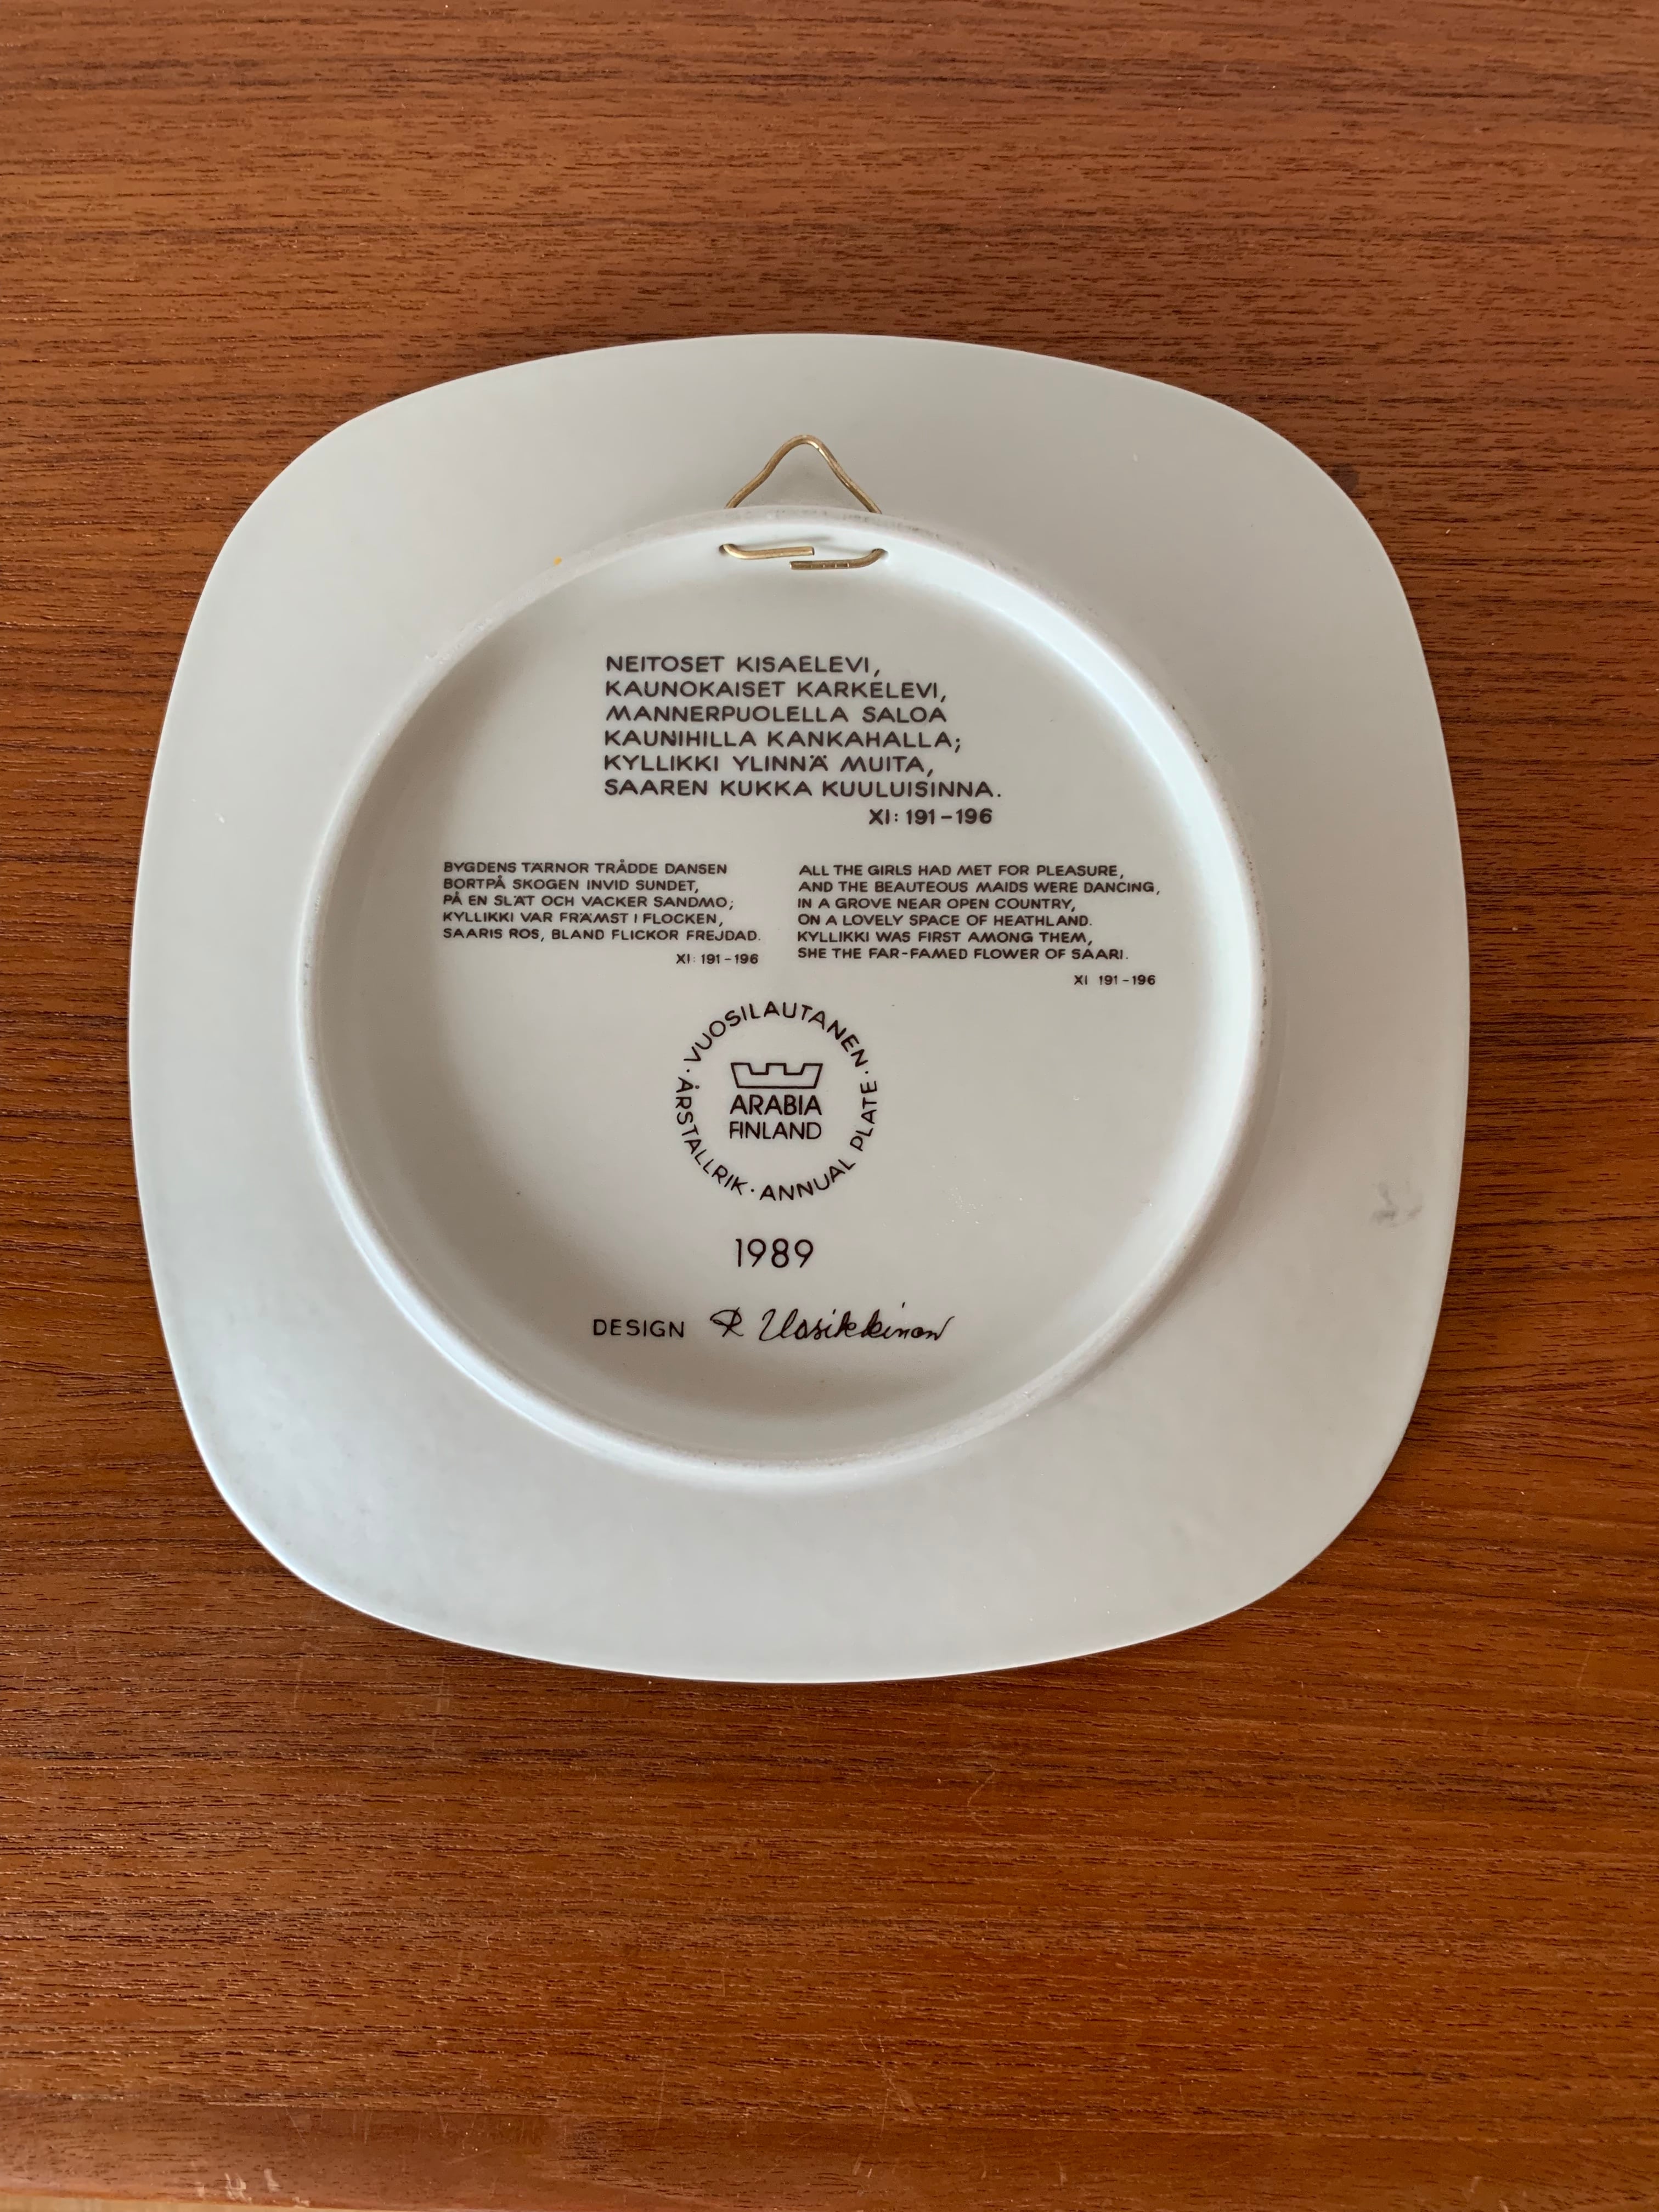 NEITOSET KISAELEVI,
KAUNOKAISET KARKELEVI,
MANNERPUOLELLA SALOA
KAUNIHILLA KANKAHALLA;
KYLLIKKI YLINNÄ MUITA,
SAAREN KUKKA KUULUISINNA.
XI: 191-196
BYGDENS TÄRNOR TRÅDDE DANSEN
BORTPÅ SKOGEN INVID SUNDET,
PÅ EN SLÄT OCH VACKER SANDMO;
KYLLIKKI VAR FRÄMST I FLOCKEN,
SAARIS ROS, BLAND FLICKOR FREJDAD.
XI: 191-196
ALL THE GIRLS HAD MET FOR PLEASURE,
AND THE BEAUTEOUS MAIDS WERE DANCING,
IN A GROVE NEAR OPEN COUNTRY,
ON A LOVELY SPACE OF HEATHLAND.
KYLLIKKI WAS FIRST AMONG THEM,
SHE THE FAR-FAMED FLOWER OF SAARI.
XI 191-196
· VUOSILAUTANEN · ANNUAL PLATE · ÅRSTALLRIK
ARABIA
FINLAND
1989
DESIGN R Uosikkinen